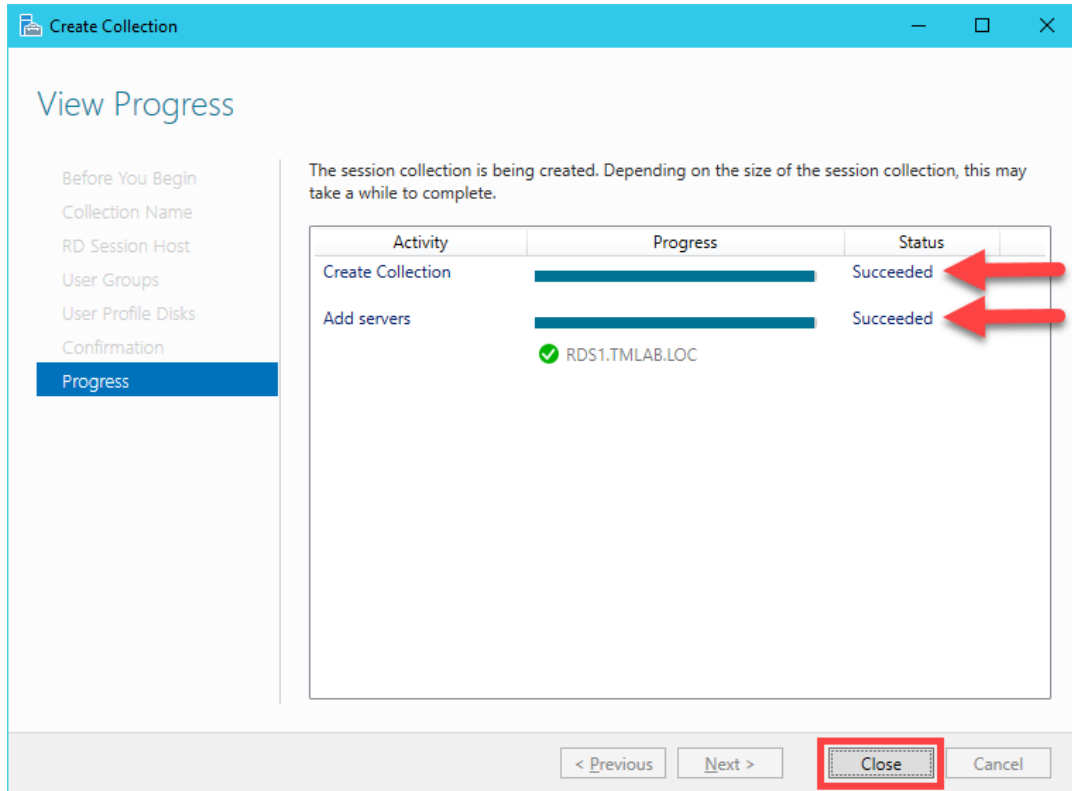 Create Collection
View Progress
Before You Begin
Collection Name
RD Session Host
User Groups
User Profile Disks
Confirmation
Progress
The session collection is being created. Depending on the size of the session collection, this may
take a while to complete.
Activity Progress Status
Create Collection Succeeded
Add servers Succeeded
RDS1.TMLAB.LOC
< Previous Next > Close Cancel